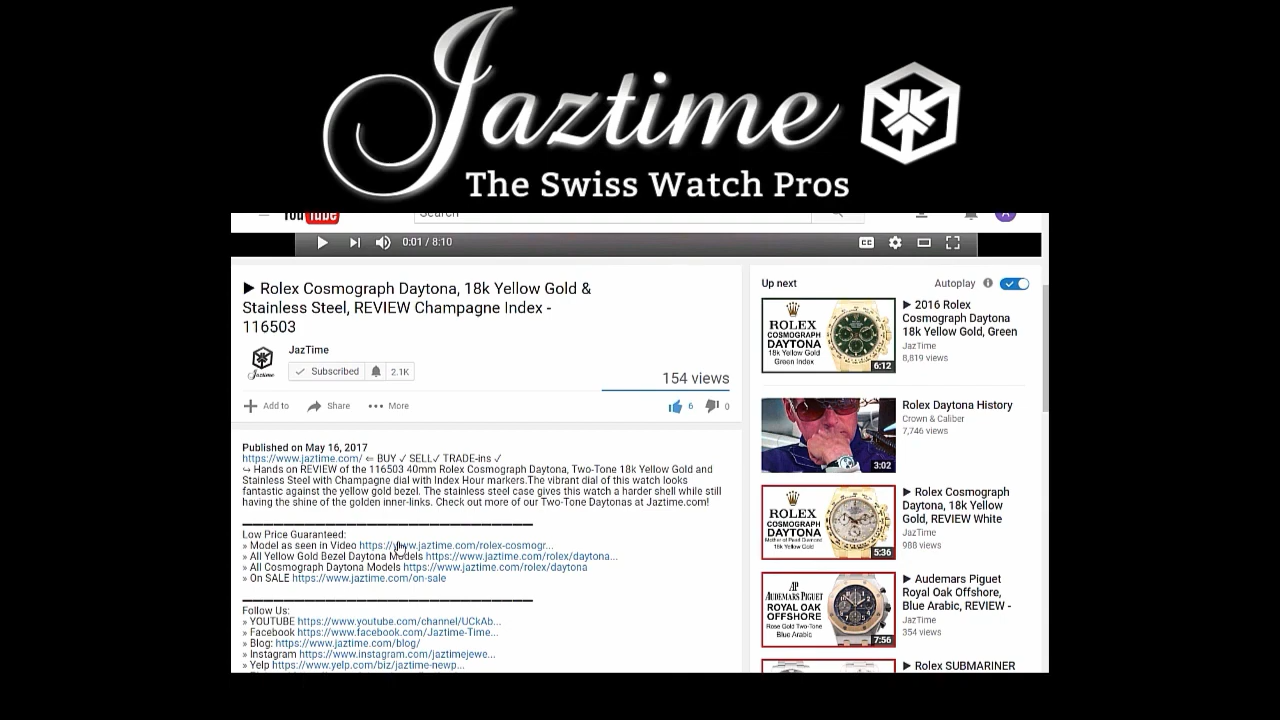 Jaztime
The Swiss Watch Pros
YouTube
Search
0:01 / 8:10
CC
▶ Rolex Cosmograph Daytona, 18k Yellow Gold &
Stainless Steel, REVIEW Champagne Index -
116503
JazTime
Jaztime
Subscribed
2.1K
154 views
Add to
Share
More
6
0
Published on May 16, 2017
https://www.jaztime.com/ ⇐ BUY ✓ SELL✓ TRADE-ins ✓
↪ Hands on REVIEW of the 116503 40mm Rolex Cosmograph Daytona, Two-Tone 18k Yellow Gold and
Stainless Steel with Champagne dial with Index Hour markers.The vibrant dial of this watch looks
fantastic against the yellow gold bezel. The stainless steel case gives this watch a harder shell while still
having the shine of the golden inner-links. Check out more of our Two-Tone Daytonas at Jaztime.com!
Low Price Guaranteed:
» Model as seen in Video https://www.jaztime.com/rolex-cosmogr...
» All Yellow Gold Bezel Daytona Models https://www.jaztime.com/rolex/daytona...
» All Cosmograph Daytona Models https://www.jaztime.com/rolex/daytona
» On SALE https://www.jaztime.com/on-sale
Follow Us:
» YOUTUBE https://www.youtube.com/channel/UCkAb...
» Facebook https://www.facebook.com/Jaztime-Time...
» Blog: https://www.jaztime.com/blog/
» Instagram https://www.instagram.com/jaztimejewe...
» Yelp https://www.yelp.com/biz/jaztime-newp...
Up next
Autoplay
ROLEX
COSMOGRAPH
DAYTONA
18k Yellow Gold
Green Index
6:12
▶ 2016 Rolex
Cosmograph Daytona
18k Yellow Gold, Green
JazTime
8,819 views
3:02
Rolex Daytona History
Crown & Caliber
7,746 views
ROLEX
COSMOGRAPH
DAYTONA
Mother of Pearl Diamond
18k Yellow Gold
5:36
▶ Rolex Cosmograph
Daytona, 18k Yellow
Gold, REVIEW White
JazTime
988 views
AP
AUDEMARS PIGUET
ROYAL OAK
OFFSHORE
Rose Gold Two-Tone
Blue Arabic
7:56
▶ Audemars Piguet
Royal Oak Offshore,
Blue Arabic, REVIEW -
JazTime
354 views
▶ Rolex SUBMARINER